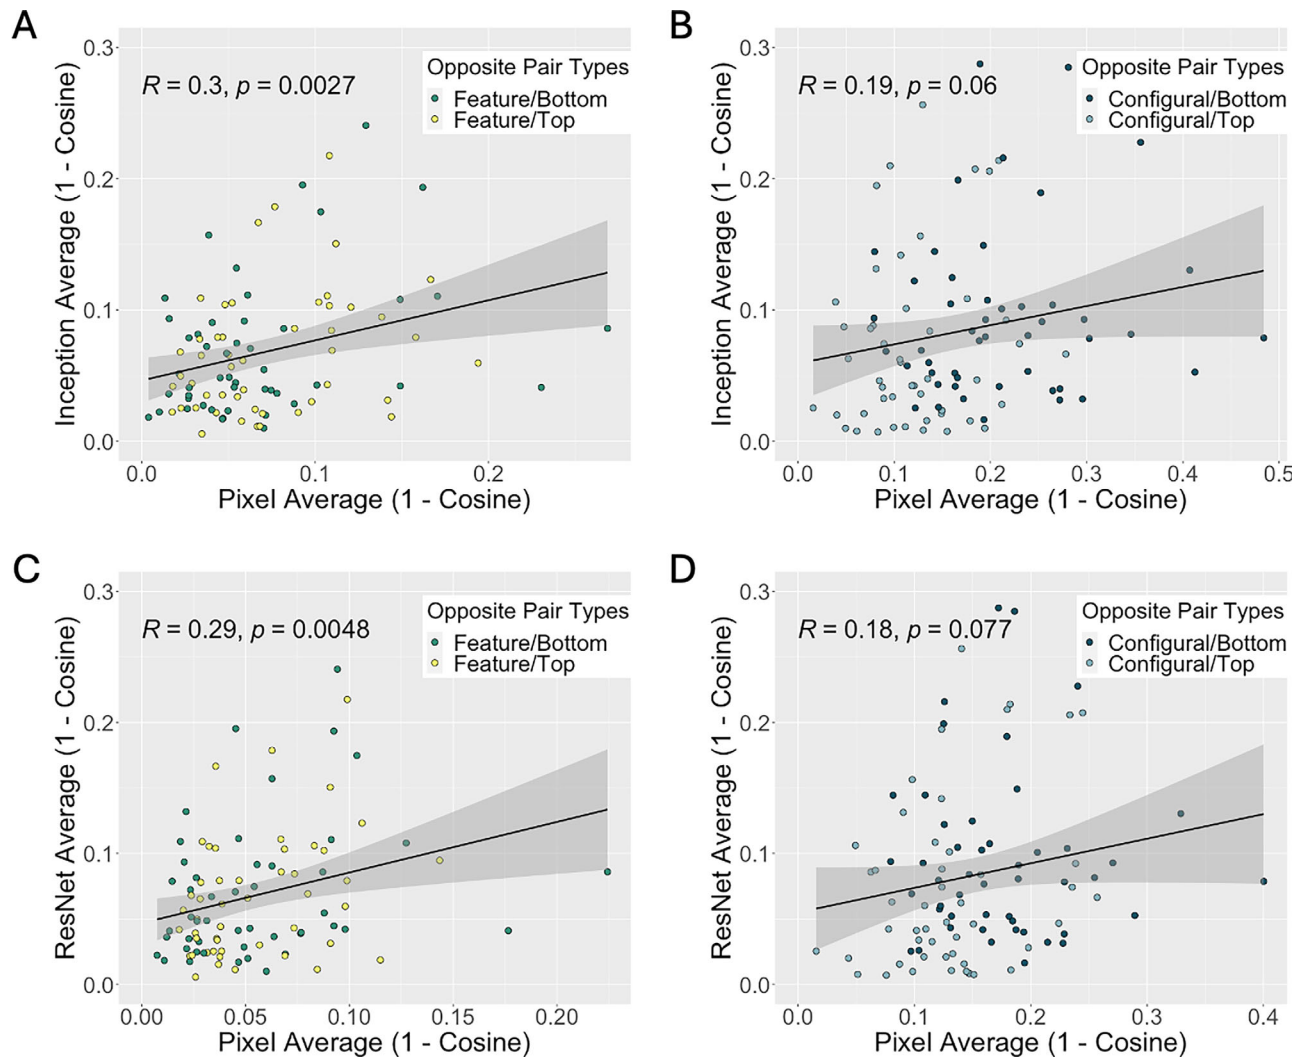 A
Inception Average (1 - Cosine)
0.3
0.2
0.1
0.0
R = 0.3, p = 0.0027
Opposite Pair Types
Feature/Bottom
Feature/Top
0.0 0.1 0.2
Pixel Average (1 - Cosine)
B
Inception Average (1 - Cosine)
0.3
0.2
0.1
0.0
R = 0.19, p = 0.06
Opposite Pair Types
Configural/Bottom
Configural/Top
0.0 0.1 0.2 0.3 0.4 0.5
Pixel Average (1 - Cosine)
C
ResNet Average (1 - Cosine)
0.3
0.2
0.1
0.0
R = 0.29, p = 0.0048
Opposite Pair Types
Feature/Bottom
Feature/Top
0.00 0.05 0.10 0.15 0.20
Pixel Average (1 - Cosine)
D
ResNet Average (1 - Cosine)
0.3
0.2
0.1
0.0
R = 0.18, p = 0.077
Opposite Pair Types
Configural/Bottom
Configural/Top
0.0 0.1 0.2 0.3 0.4
Pixel Average (1 - Cosine)